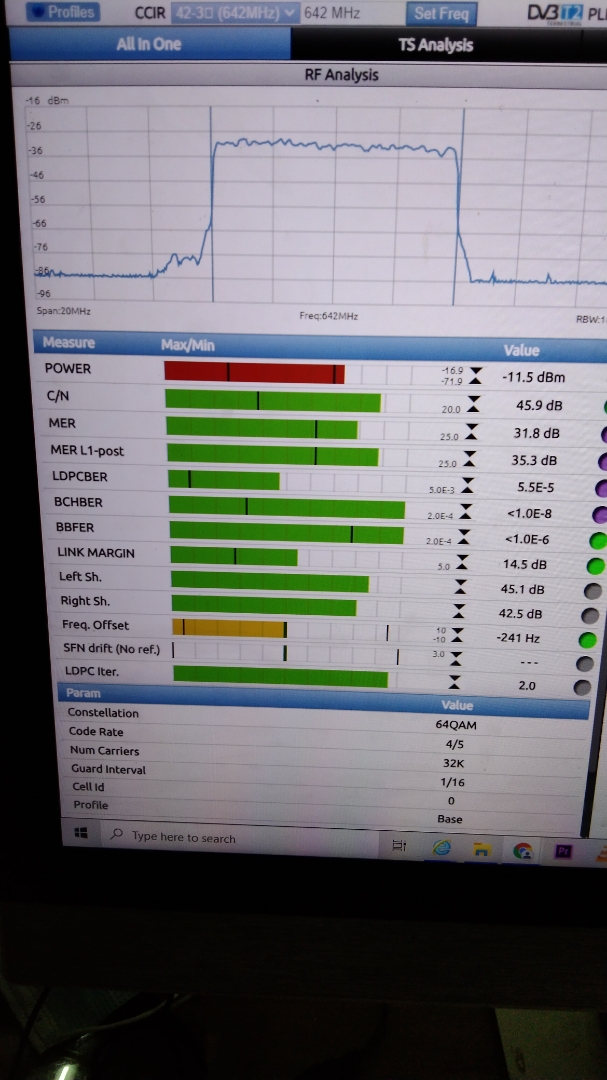 Profiles CCIR 42-3 (642MHz) 642 MHz Set Freq DVB T2
All In One TS Analysis
RF Analysis
-16 dBm
-26
-36
-46
-56
-66
-76
-86
-96
Span:20MHz Freq:642MHz RBW:1
Measure Max/Min Value
POWER -16.9 -71.9 -11.5 dBm
C/N 20.0 45.9 dB
MER 25.0 31.8 dB
MER L1-post 25.0 35.3 dB
LDPCBER 5.0E-3 5.5E-5
BCHBER 2.0E-4 <1.0E-8
BBFER 2.0E-4 <1.0E-6
LINK MARGIN 5.0 14.5 dB
Left Sh. 45.1 dB
Right Sh. 42.5 dB
Freq. Offset 10 -10 -241 Hz
SFN drift (No ref.) 3.0 ---
LDPC Iter. 2.0
Param Value
Constellation 64QAM
Code Rate 4/5
Num Carriers 32K
Guard Interval 1/16
Cell Id 0
Profile Base
Type here to search Pr